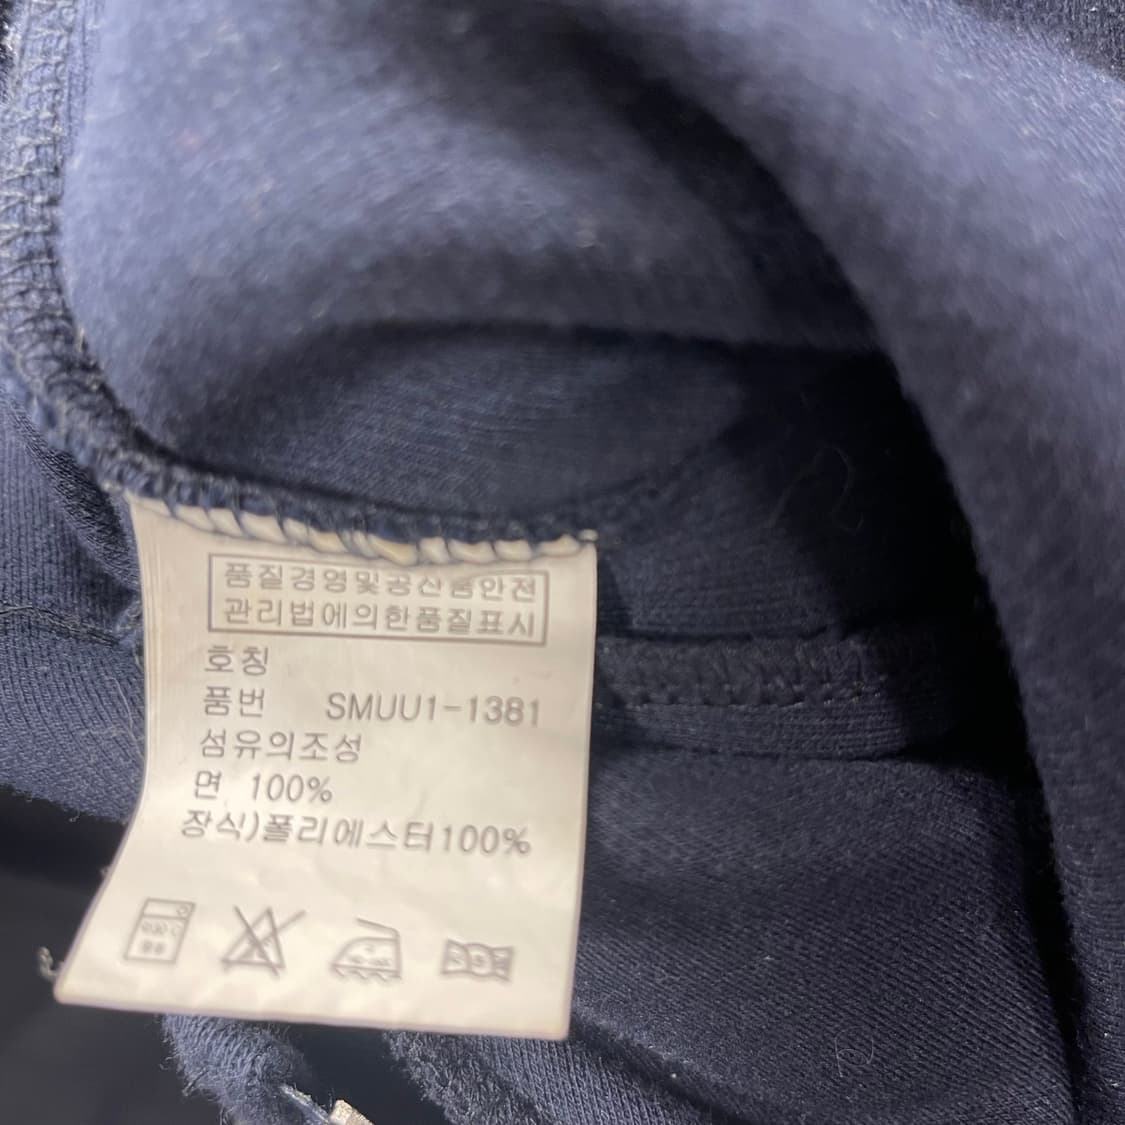 품질경영및공산품안전
관리법에의한품질표시
호칭
품번 SMUU1-1381
섬유의조성
면 100%
장식)폴리에스터100%